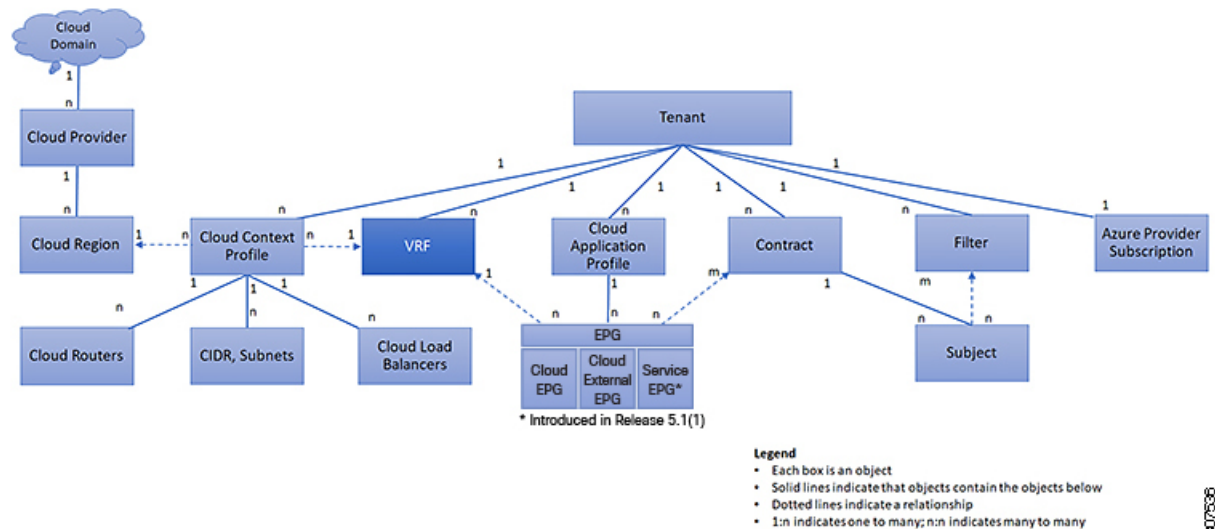 Cloud
Domain
1
n
Cloud Provider
1
n
Cloud Region
Tenant
1
1
1
1
1
1
n
n
n
n
n
1
Cloud Context
Profile
VRF
Cloud
Application
Profile
Contract
Filter
Azure Provider
Subscription
1
n
n
1
1
1
1
1
1
m
1
m
n
n
n
n
n
n
n
n
Cloud Routers
CIDR, Subnets
Cloud Load
Balancers
EPG
Cloud
EPG
Cloud
External
EPG
Service
EPG*
Subject
* Introduced in Release 5.1(1)
Legend
• Each box is an object
• Solid lines indicate that objects contain the objects below
• Dotted lines indicate a relationship
• 1:n indicates one to many; n:n indicates many to many